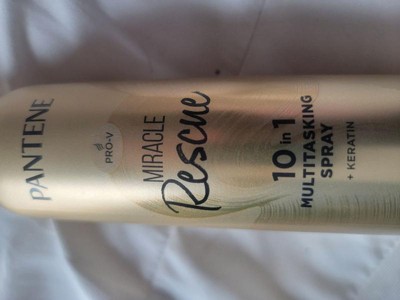 PANTENE
PRO-V
MIRACLE
Rescue
10 in 1
MULTITASKING
SPRAY
+ KERATIN